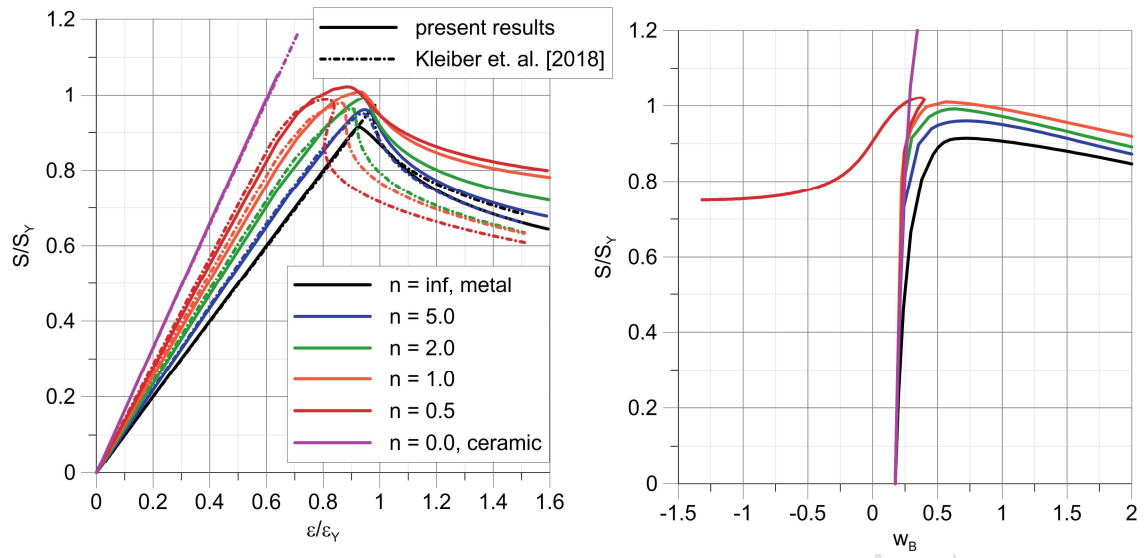 1.2
1
0.8
0.6
0.4
0.2
0
S/S_Y
0 0.2 0.4 0.6 0.8 1 1.2 1.4 1.6
ε/ε_Y
present results
Kleiber et. al. [2018]
n = inf, metal
n = 5.0
n = 2.0
n = 1.0
n = 0.5
n = 0.0, ceramic
1.2
1
0.8
0.6
0.4
0.2
0
S/S_Y
-1.5 -1 -0.5 0 0.5 1 1.5 2
w_B